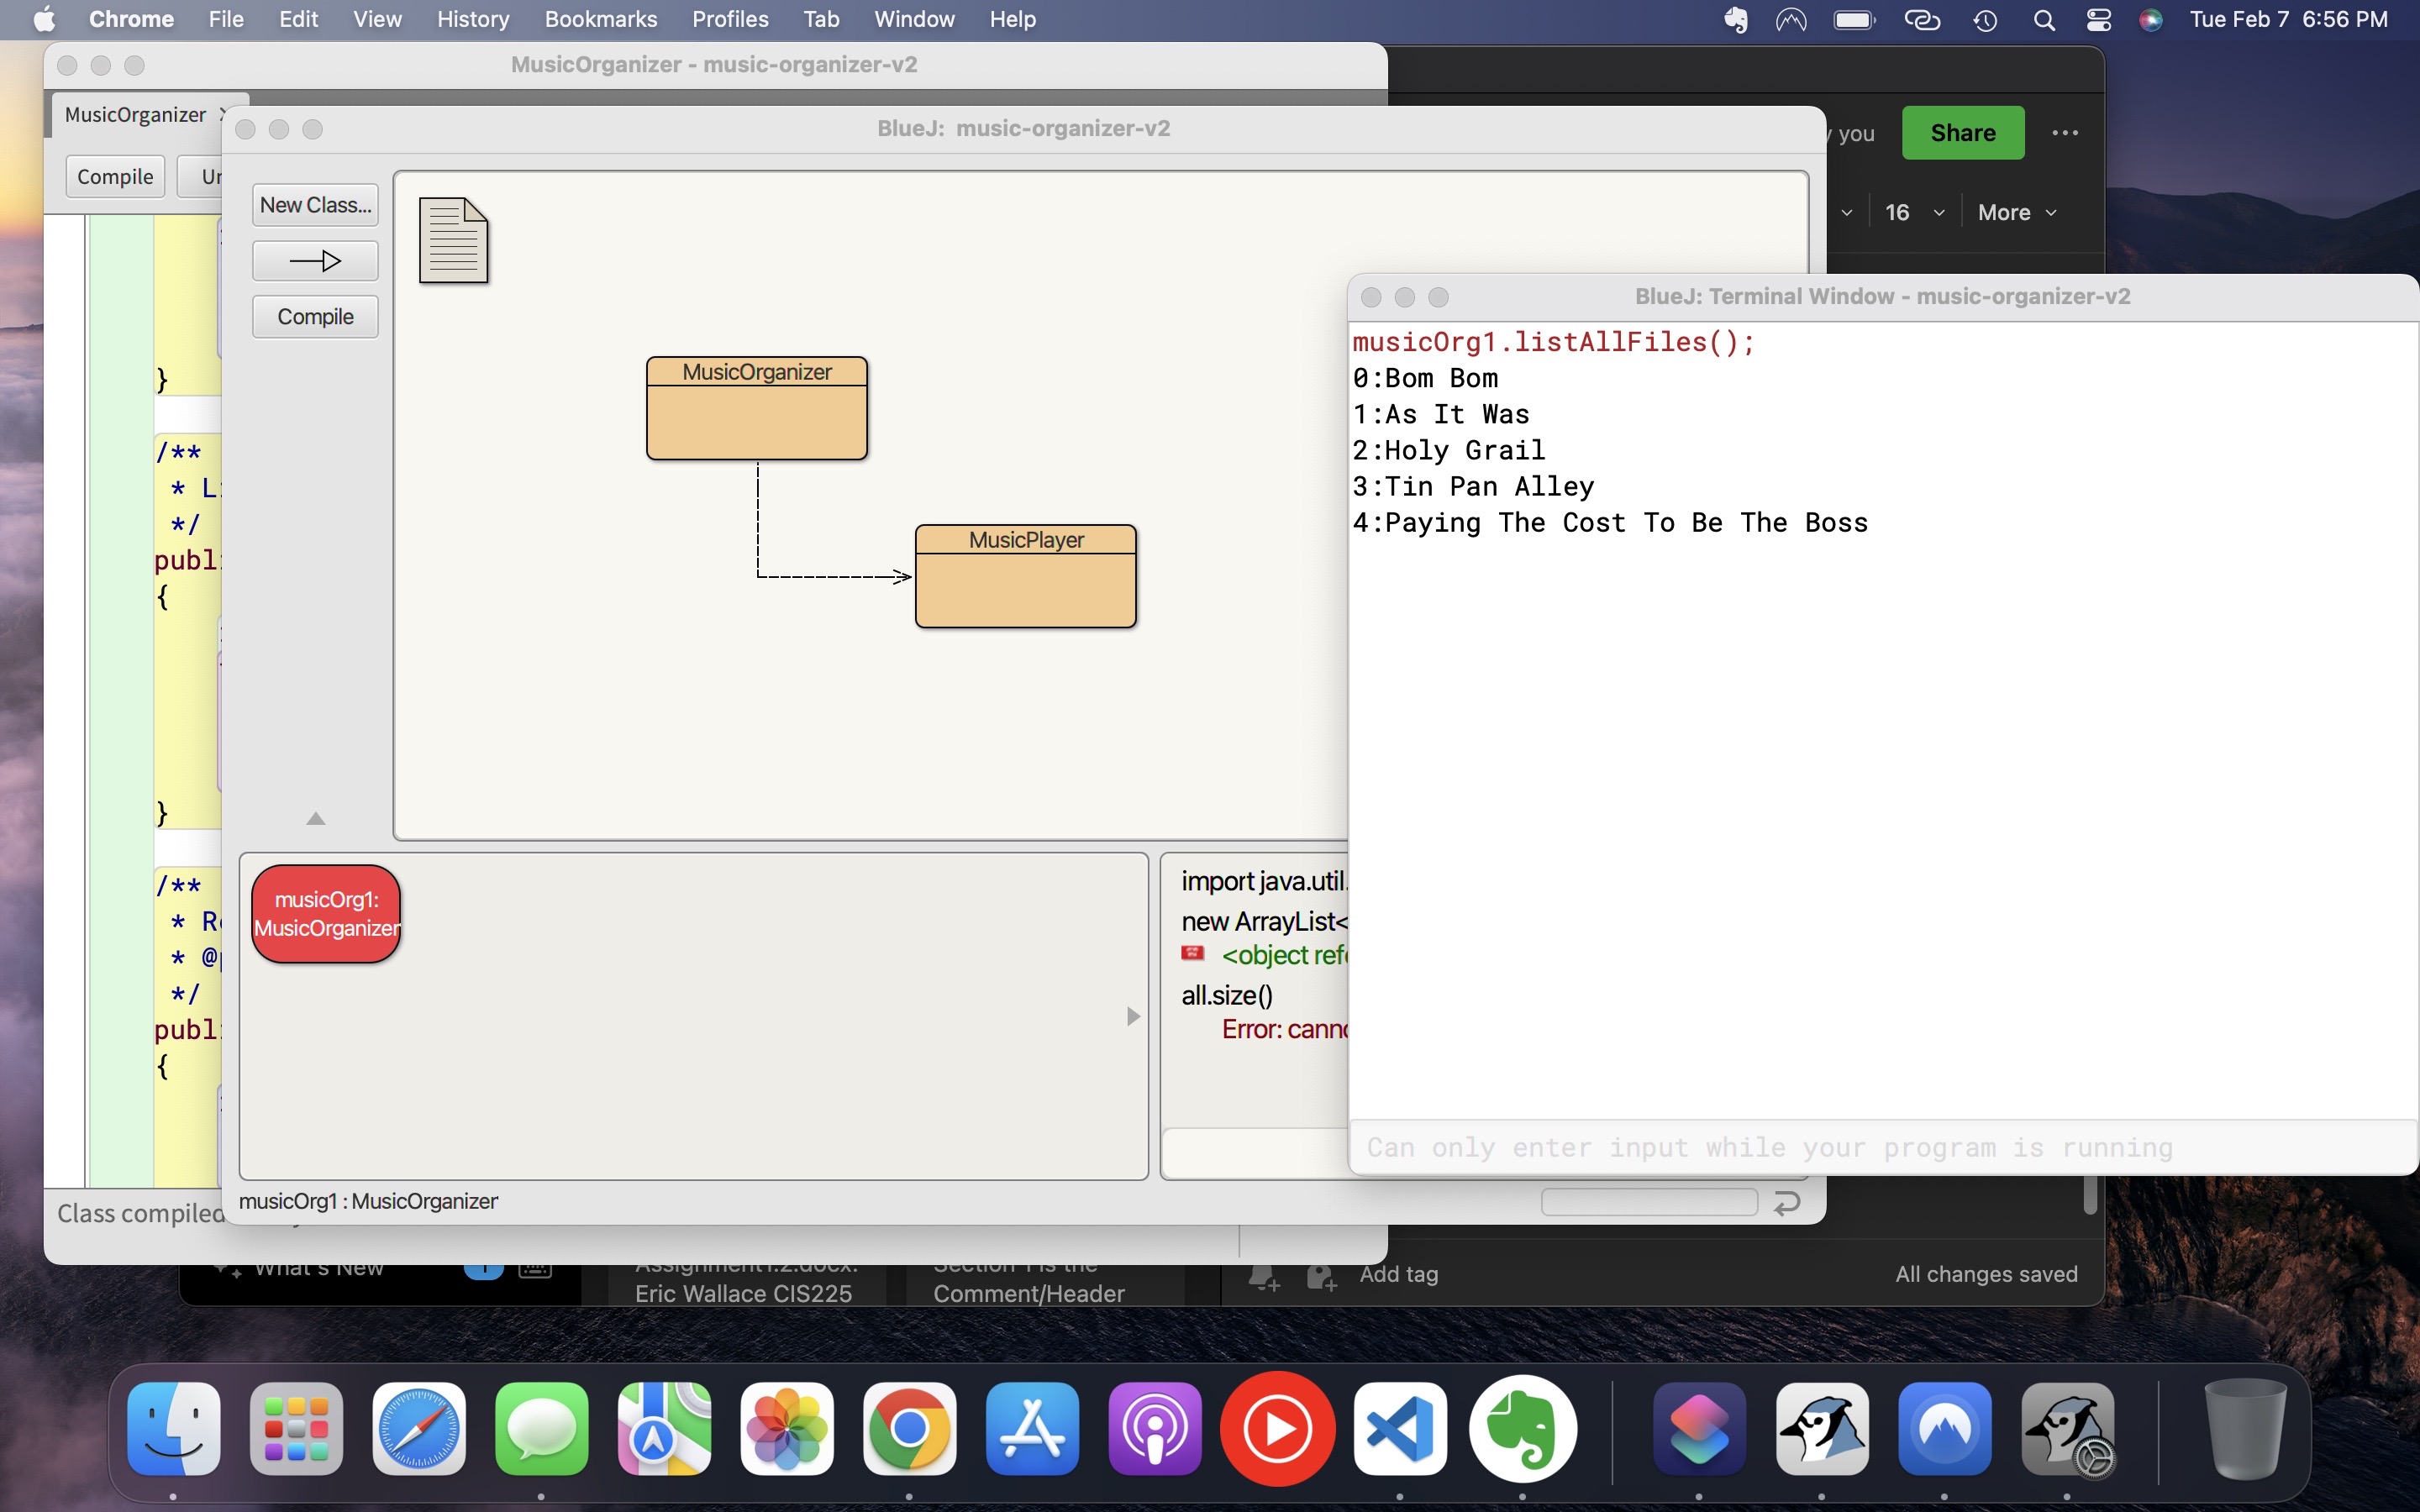 Chrome File Edit View History Bookmarks Profiles Tab Window Help Tue Feb 7 6:56 PM
MusicOrganizer - music-organizer-v2
MusicOrganizer
Compile
/**
*
*/
{
}
/**
*
* 
*/
{
BlueJ: music-organizer-v2
New Class...
Compile
MusicOrganizer
MusicPlayer
musicOrg1:
MusicOrganizer
import java.util.
new ArrayList<
<object
all.size()
Error:
musicOrg1 : MusicOrganizer
Class compiled
you
Share
16
More
BlueJ: Terminal Window - music-organizer-v2
musicOrg1.listAllFiles();
0:Bom Bom
1:As It Was
2:Holy Grail
3:Tin Pan Alley
4:Paying The Cost To Be The Boss
Can only enter input while your program is running
What's New
Assignment1.2.docx:
Eric Wallace CIS225
Section 1 is the
Comment/Header
Add tag
All changes saved